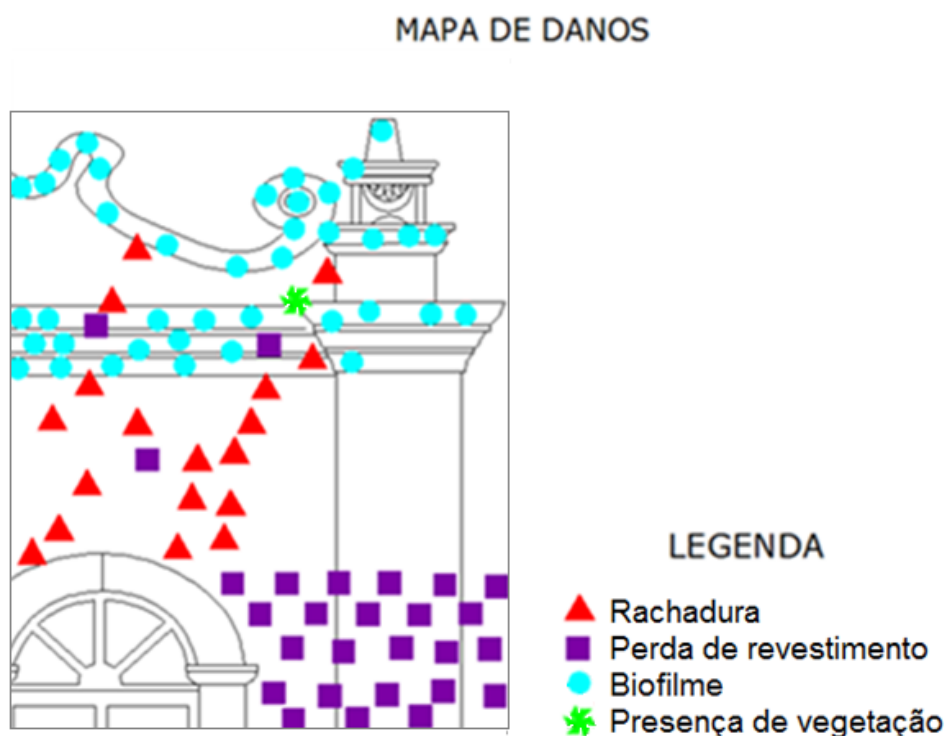 MAPA DE DANOS
LEGENDA
Rachadura
Perda de revestimento
Biofilme
Presença de vegetação